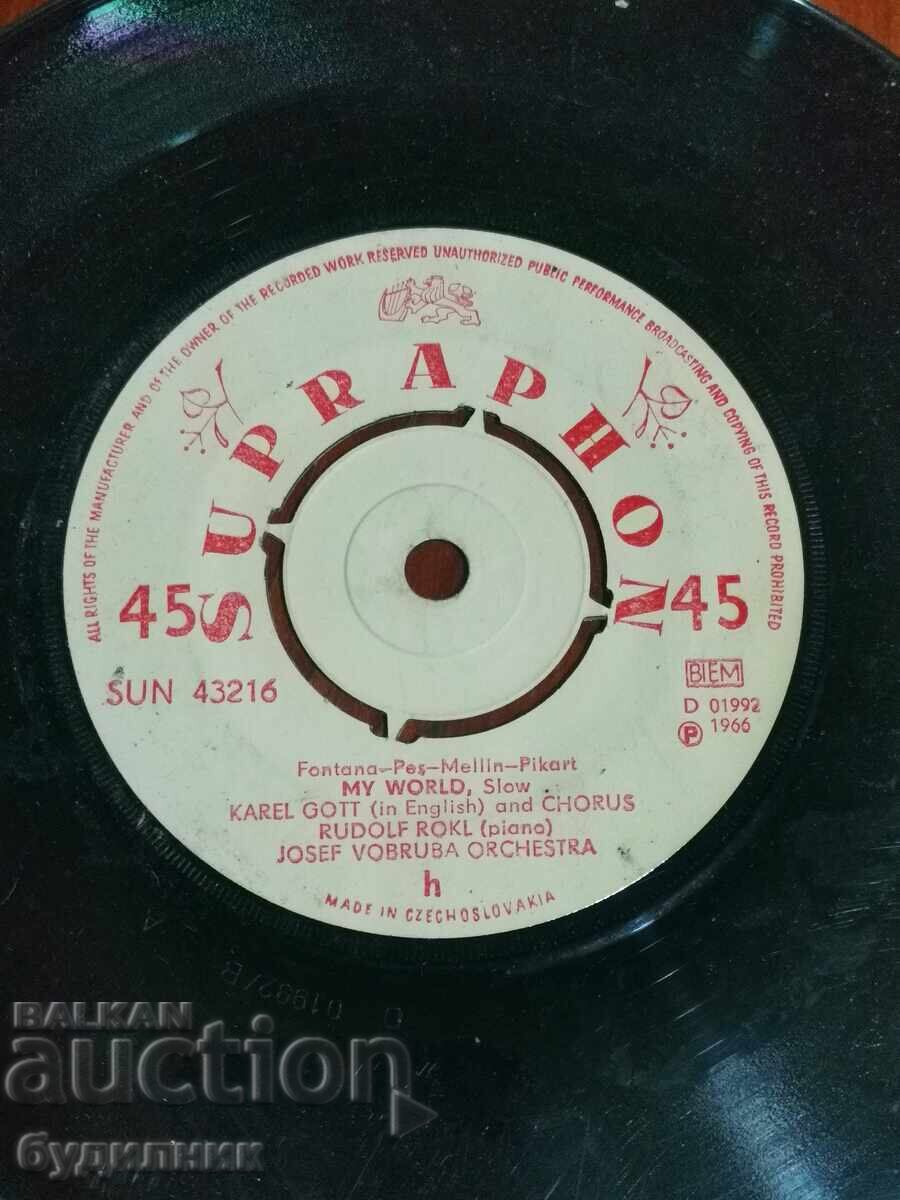 ALL RIGHTS OF THE MANUFACTURER AND OF THE OWNER OF THE RECORDED WORK RESERVED UNAUTHORIZED PUBLIC PERFORMANCE BROADCASTING AND COPYING OF THIS RECORD PROHIBITED
SUPRAPHON
45 45
SUN 43216
BIEM
D 01992
Ⓟ 1966
Fontana-Pes-Mellin-Pikart
MY WORLD, Slow
KAREL GOTT (in English) and CHORUS
RUDOLF ROKL (piano)
JOSEF VOBRUBA ORCHESTRA
h
MADE IN CZECHOSLOVAKIA
D 01992/B
BALKAN
auction
будилник